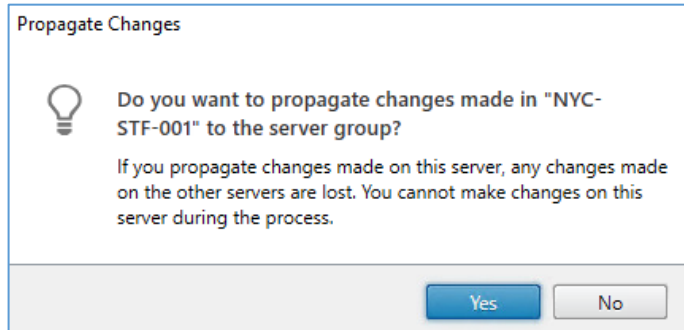 Propagate Changes
Do you want to propagate changes made in "NYC-
STF-001" to the server group?
If you propagate changes made on this server, any changes made
on the other servers are lost. You cannot make changes on this
server during the process.
Yes
No